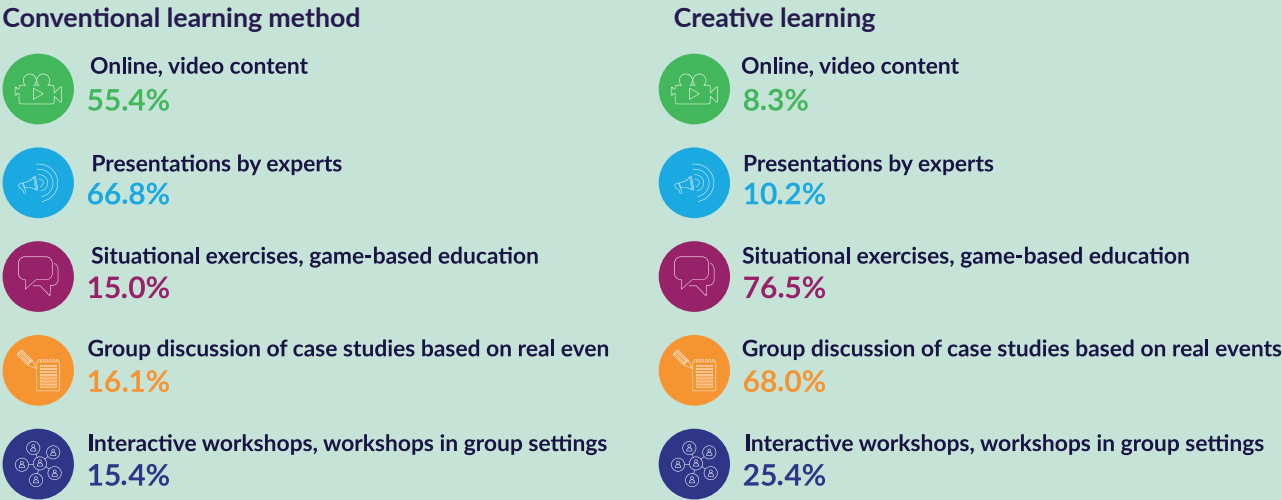 Conventional learning method
Online, video content
55.4%
Presentations by experts
66.8%
Situational exercises, game-based education
15.0%
Group discussion of case studies based on real even
16.1%
Interactive workshops, workshops in group settings
15.4%
Creative learning
Online, video content
8.3%
Presentations by experts
10.2%
Situational exercises, game-based education
76.5%
Group discussion of case studies based on real events
68.0%
Interactive workshops, workshops in group settings
25.4%